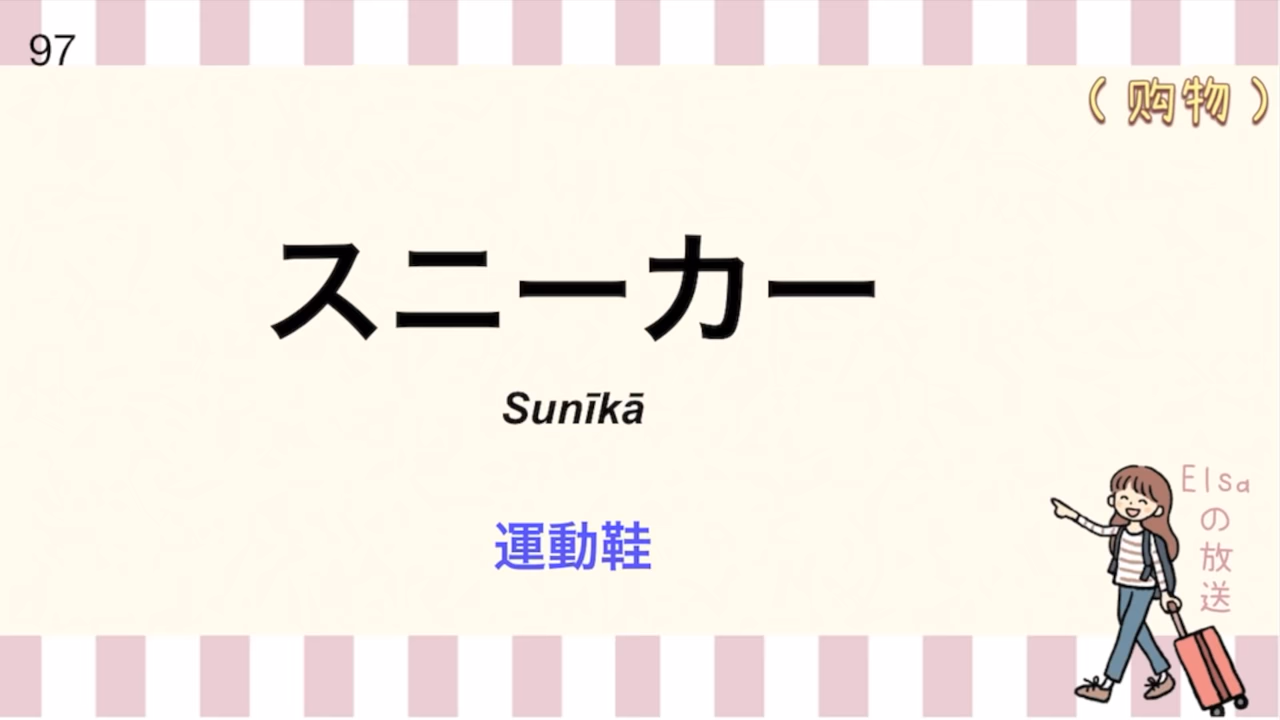 97
（购物）
スニーカー
Sunīkā
運動鞋
Elsa
の
放
送